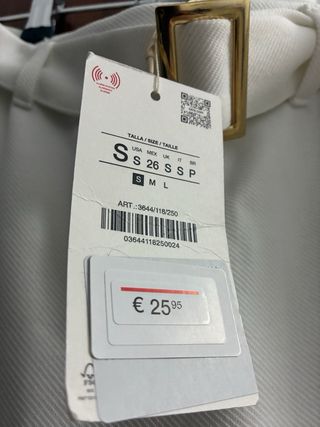 TALLA / SIZE / TAILLE
S USA MEX UK IT BR
S 26 S S P
S M L
ART.: 3644/118/250
03644118250024
€ 25 95